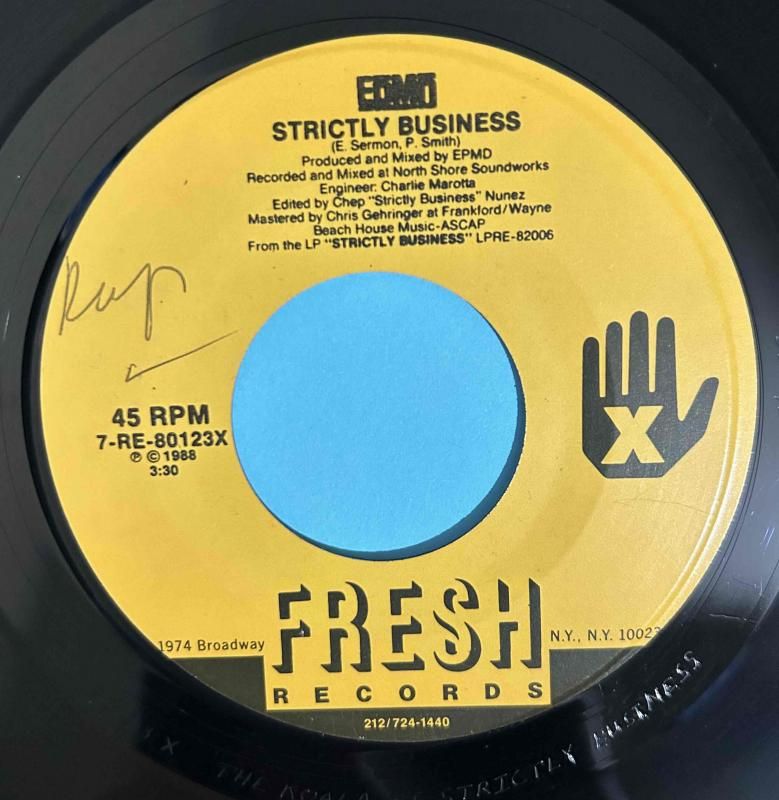 EPMD
STRICTLY BUSINESS
(E. Sermon, P. Smith)
Produced and Mixed by EPMD
Recorded and Mixed at North Shore Soundworks
Engineer: Charlie Marotta
Edited by Chep "Strictly Business" Nunez
Mastered by Chris Gehringer at Frankford/Wayne
Beach House Music-ASCAP
From the LP "STRICTLY BUSINESS" LPRE-82006
Rap
45 RPM
7-RE-80123X
℗ © 1988
3:30
X
FRESH
RECORDS
1974 Broadway
N.Y., N.Y. 10023
212/724-1440
X THE KOALA IS STRICTLY BUSINESS